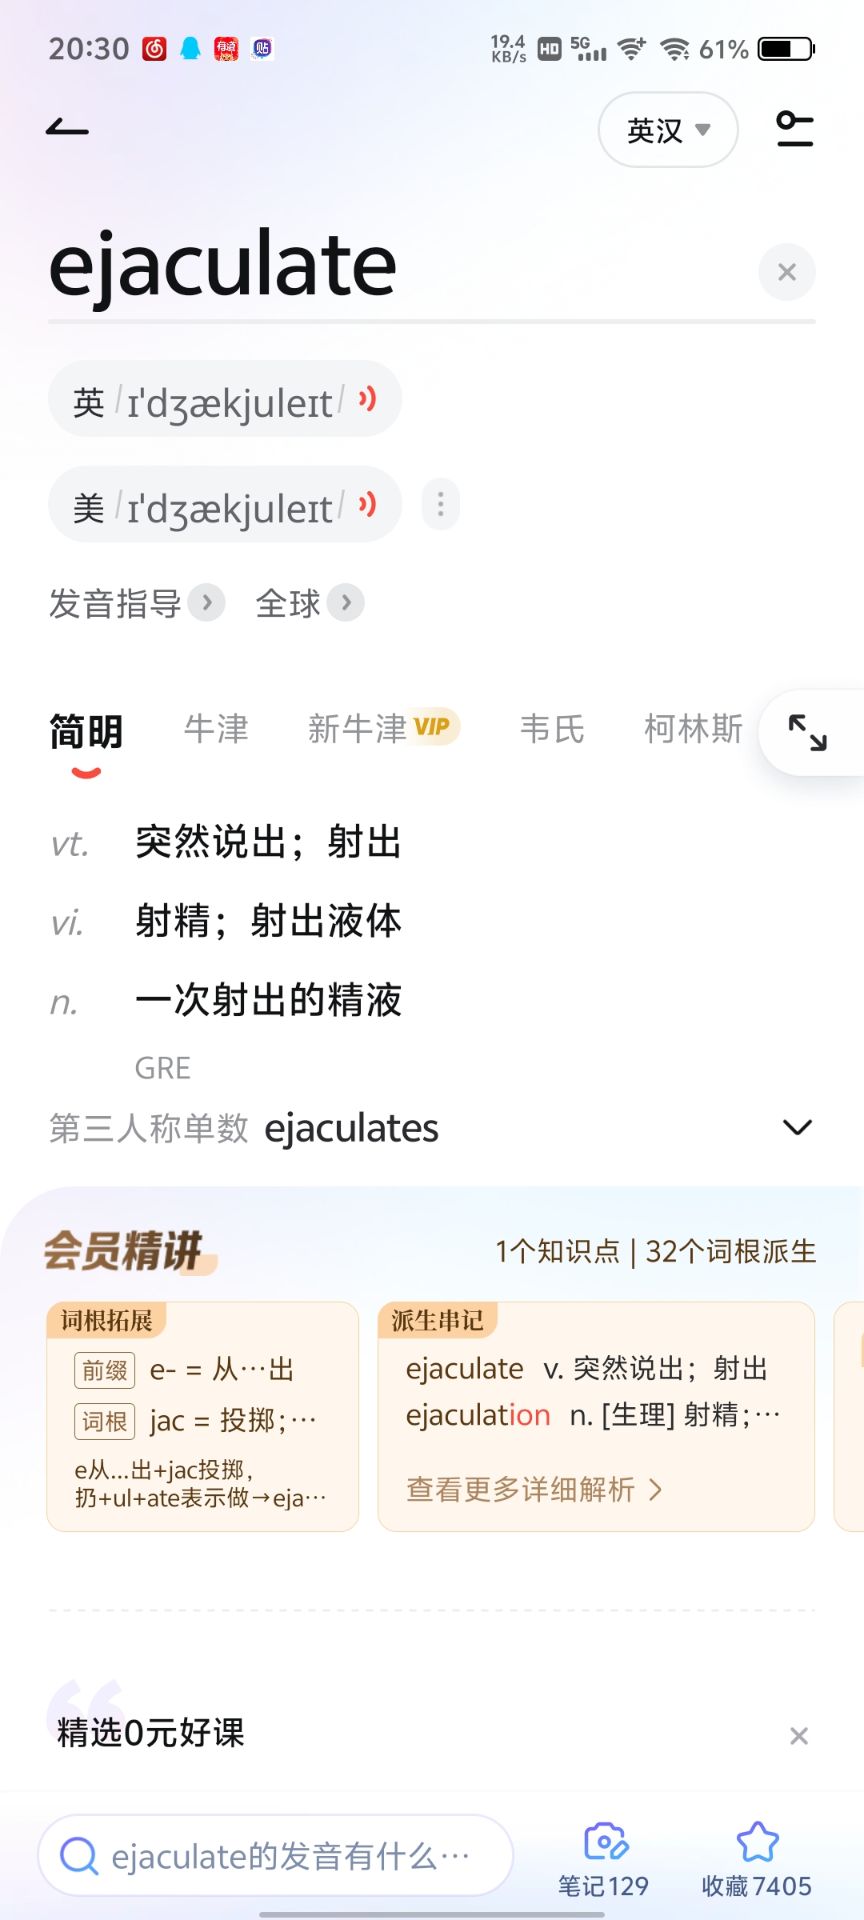 20:30 19.4 KB/s HD 5G 61%
英汉
ejaculate
英 /ɪˈdʒækjuleɪt/
美 /ɪˈdʒækjuleɪt/
发音指导 全球
简明 牛津 新牛津 VIP 韦氏 柯林斯
vt. 突然说出；射出
vi. 射精；射出液体
n. 一次射出的精液
GRE
第三人称单数 ejaculates
会员精讲 1个知识点 | 32个词根派生
词根拓展
前缀 e- = 从…出
词根 jac = 投掷；…
e从...出+jac投掷，
扔+ul+ate表示做→eja…
派生串记
ejaculate v. 突然说出；射出
ejaculation n. [生理] 射精；…
查看更多详细解析
精选0元好课
ejaculate的发音有什么…
笔记129 收藏7405